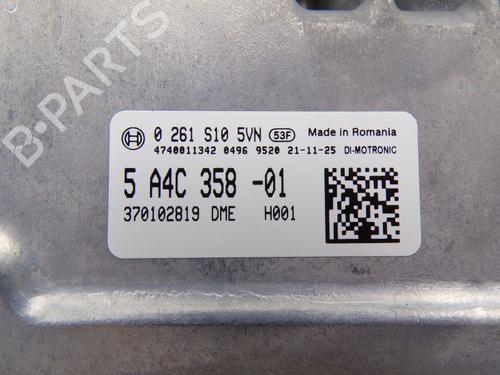 0 261 S10 5VN 53F Made in Romania
4740011342 0496 9520 21-11-25 DI-MOTRONIC
5 A4C 358 -01
370102819 DME H001
B-PARTS